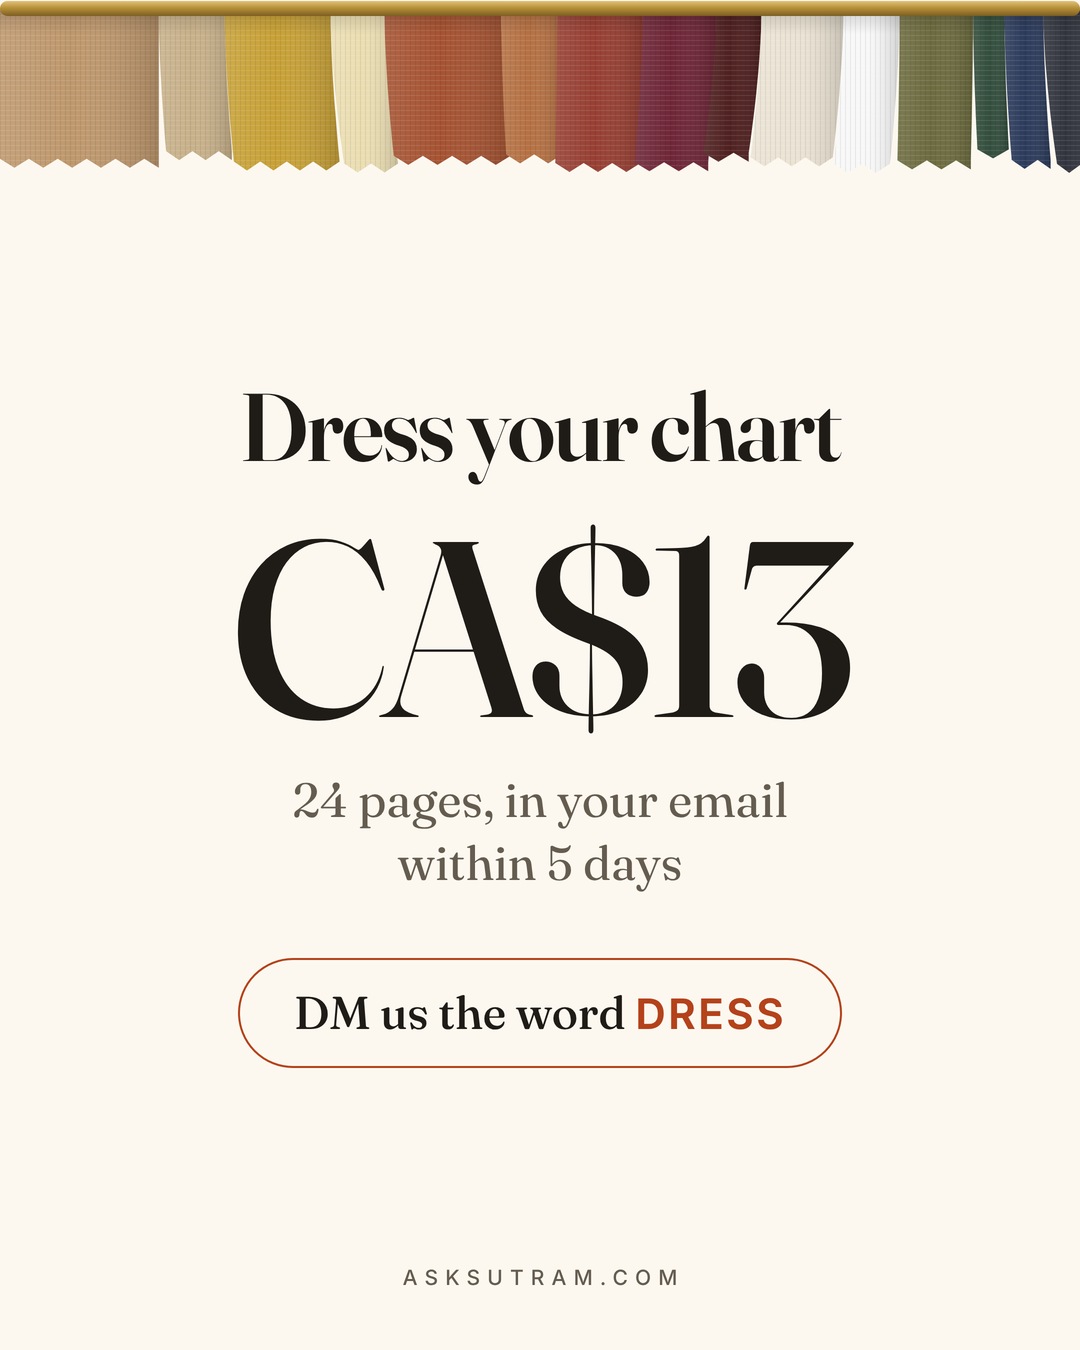 Dress your chart
CA$13
24 pages, in your email
within 5 days
DM us the word DRESS
ASKSUTRAM.COM